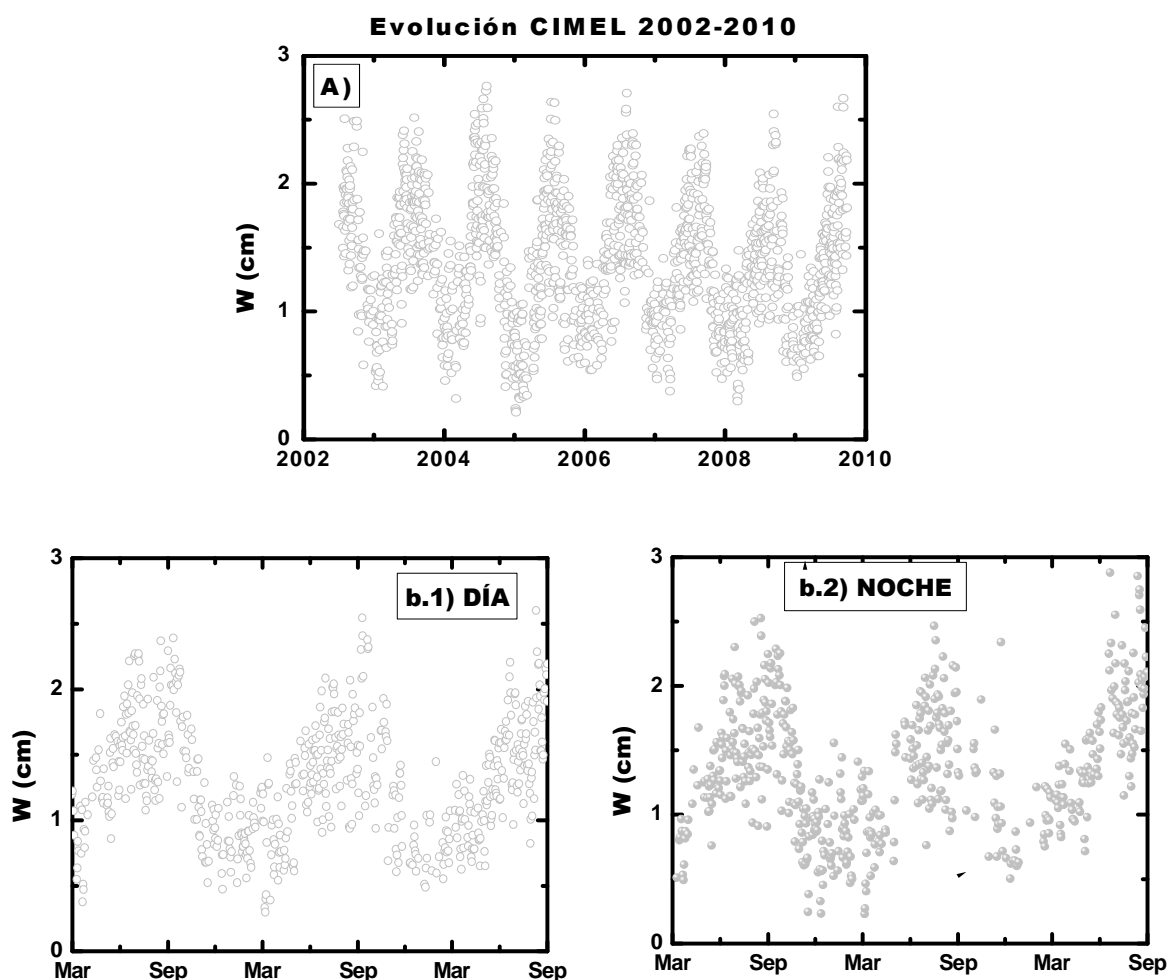 Evolución CIMEL 2002-2010
A)
3
2
1
0
W (cm)
2002 2004 2006 2008 2010
b.1) DÍA
3
2
1
0
W (cm)
Mar Sep Mar Sep Mar Sep
b.2) NOCHE
3
2
1
0
W (cm)
Mar Sep Mar Sep Mar Sep